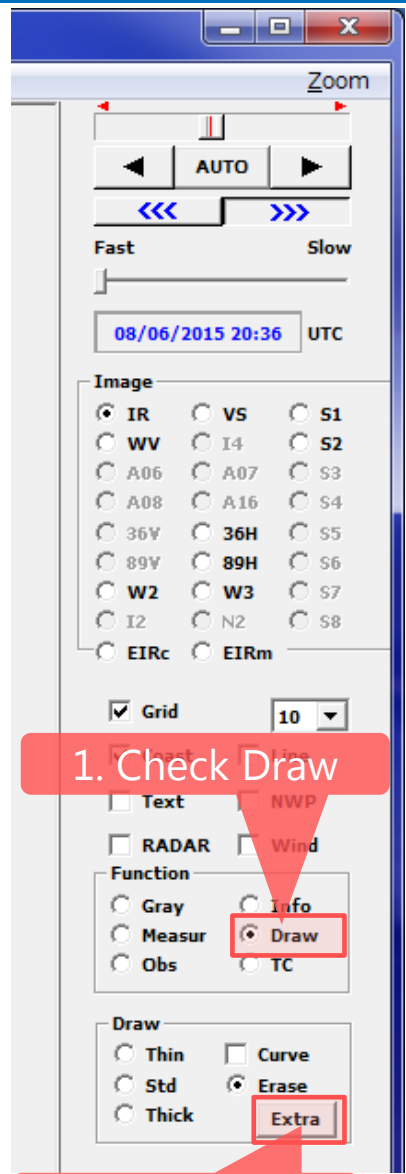 Zoom
AUTO
<<< >>>
Fast Slow
08/06/2015 20:36 UTC
Image
IR VS S1
WV I4 S2
A06 A07 S3
A08 A16 S4
36V 36H S5
89V 89H S6
W2 W3 S7
I2 N2 S8
EIRc EIRm
Grid 10
Coast Line
1. Check Draw
Text NWP
RADAR Wind
Function
Gray Info
Measur Draw
Obs TC
Draw
Thin Curve
Std Erase
Thick Extra